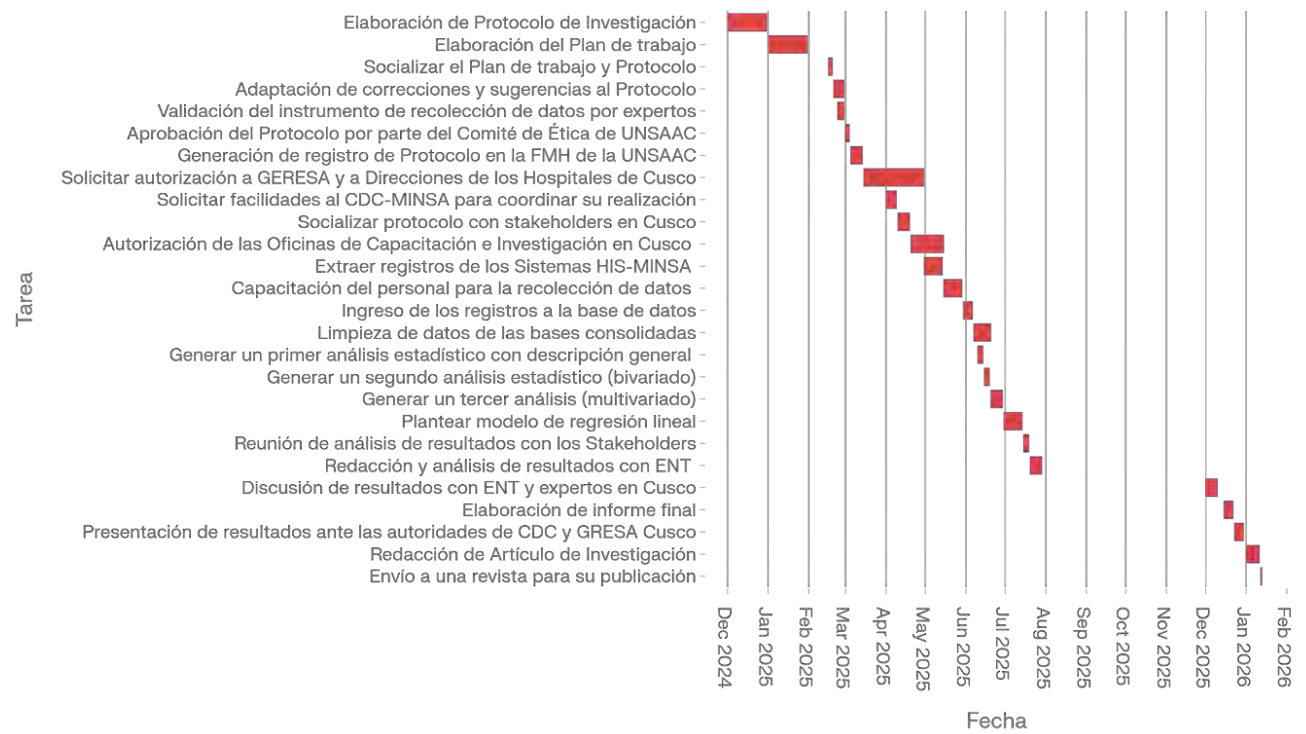 Elaboración de Protocolo de Investigación
Elaboración del Plan de trabajo
Socializar el Plan de trabajo y Protocolo
Adaptación de correcciones y sugerencias al Protocolo
Validación del instrumento de recolección de datos por expertos
Aprobación del Protocolo por parte del Comité de Ética de UNSAAC
Generación de registro de Protocolo en la FMH de la UNSAAC
Solicitar autorización a GERESA y a Direcciones de los Hospitales de Cusco
Solicitar facilidades al CDC-MINSA para coordinar su realización
Socializar protocolo con stakeholders en Cusco
Autorización de las Oficinas de Capacitación e Investigación en Cusco
Extraer registros de los Sistemas HIS-MINSA
Capacitación del personal para la recolección de datos
Ingreso de los registros a la base de datos
Limpieza de datos de las bases consolidadas
Generar un primer análisis estadístico con descripción general
Generar un segundo análisis estadístico (bivariado)
Generar un tercer análisis (multivariado)
Plantear modelo de regresión lineal
Reunión de análisis de resultados con los Stakeholders
Redacción y análisis de resultados con ENT
Discusión de resultados con ENT y expertos en Cusco
Elaboración de informe final
Presentación de resultados ante las autoridades de CDC y GRESA Cusco
Redacción de Artículo de Investigación
Envío a una revista para su publicación
Tarea
Dec 2024
Jan 2025
Feb 2025
Mar 2025
Apr 2025
May 2025
Jun 2025
Jul 2025
Aug 2025
Sep 2025
Oct 2025
Nov 2025
Dec 2025
Jan 2026
Feb 2026
Fecha